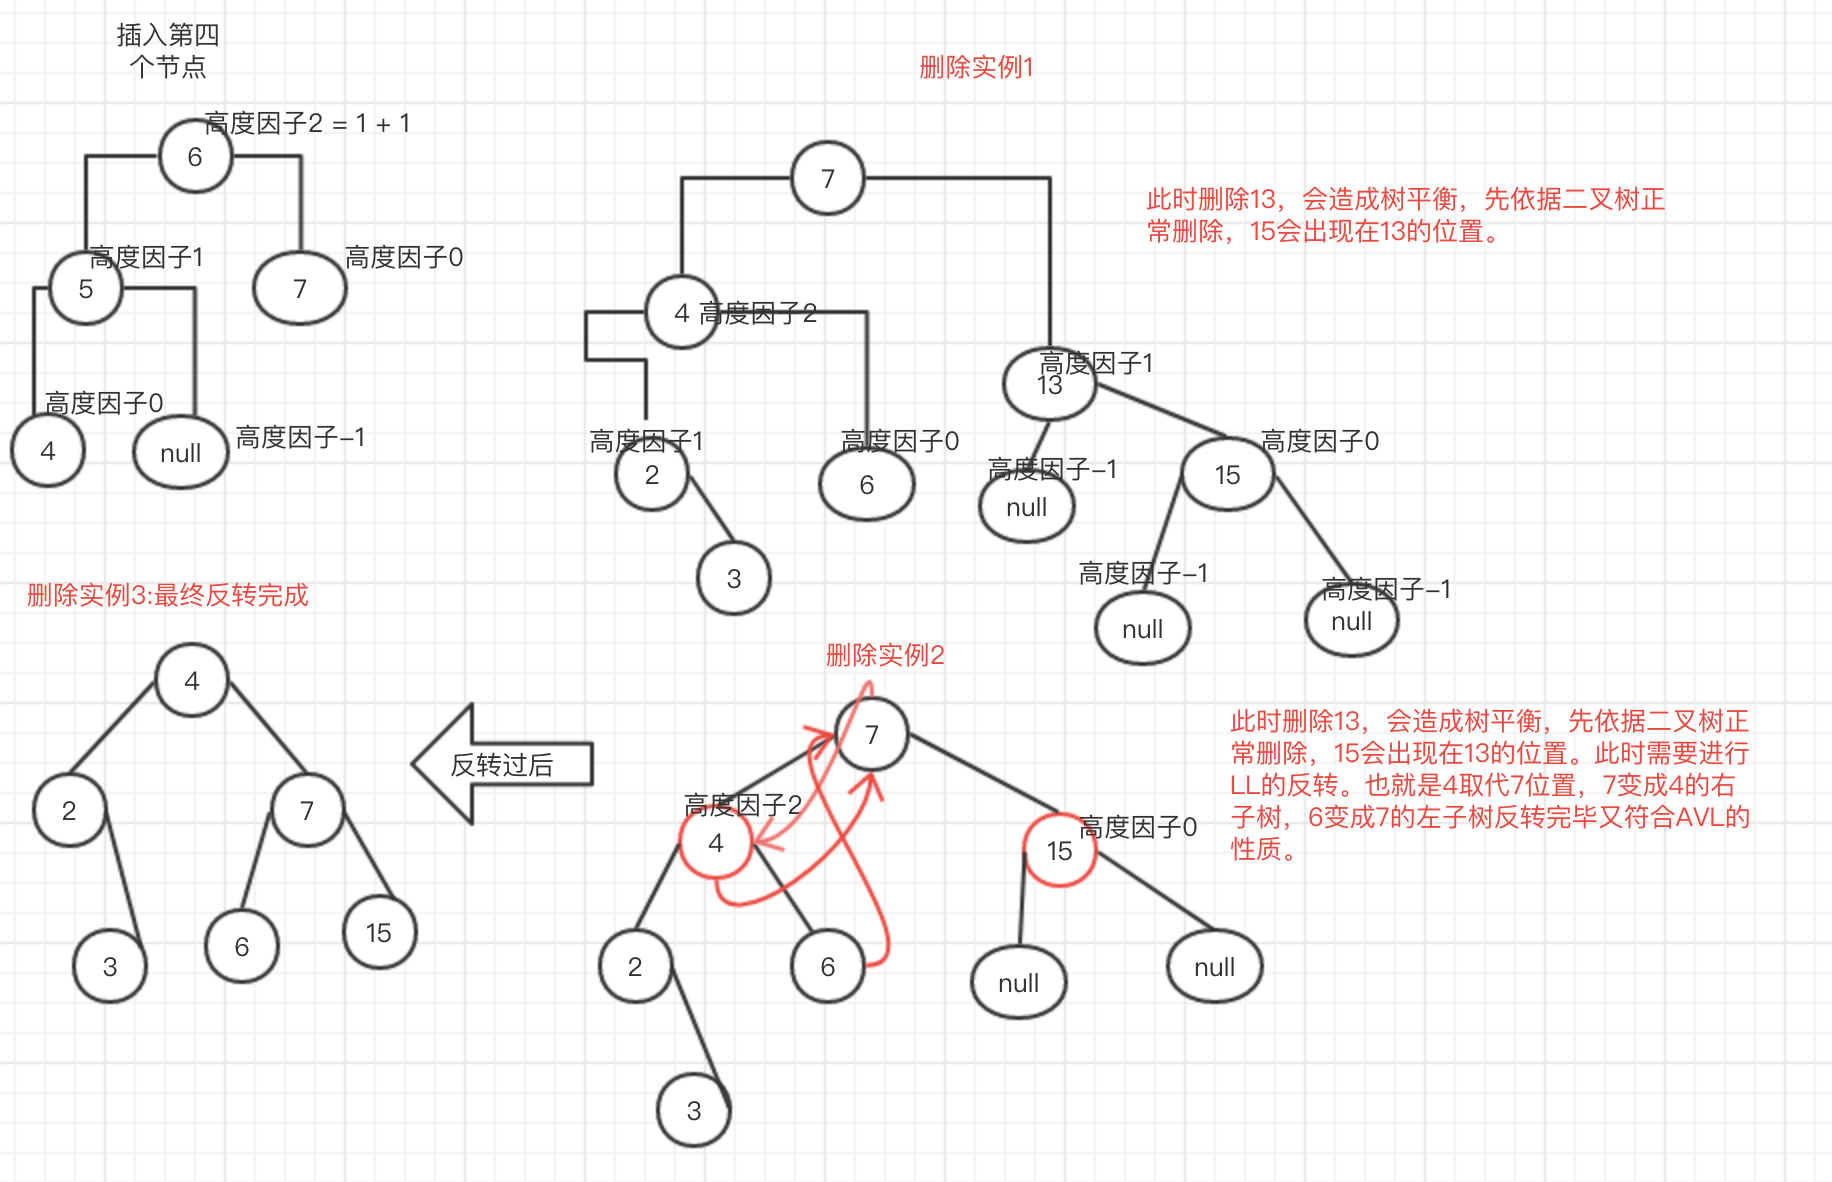 插入第四
个节点
高度因子2 = 1 + 1
6
高度因子1
5
高度因子0
7
高度因子0
4
null
高度因子-1
删除实例1
7
此时删除13，会造成树平衡，先依据二叉树正
常删除，15会出现在13的位置。
4
高度因子2
高度因子1
13
高度因子1
2
高度因子0
6
高度因子-1
null
高度因子0
15
3
高度因子-1
null
高度因子-1
null
删除实例3:最终反转完成
4
2
7
3
6
15
反转过后
删除实例2
7
高度因子2
4
高度因子0
15
2
6
null
null
3
此时删除13，会造成树平衡，先依据二叉树正
常删除，15会出现在13的位置。此时需要进行
LL的反转。也就是4取代7位置，7变成4的右
子树，6变成7的左子树反转完毕又符合AVL的
性质。